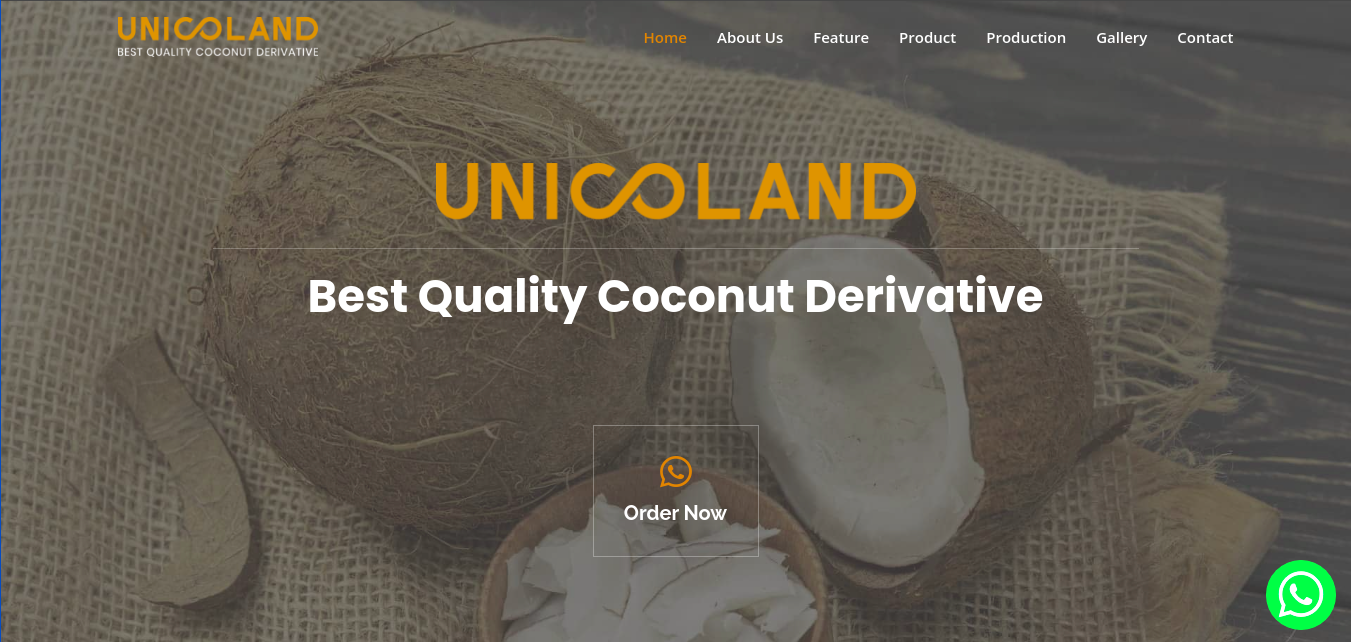 UNICOLAND
BEST QUALITY COCONUT DERIVATIVE
Home About Us Feature Product Production Gallery Contact
UNICOLAND
Best Quality Coconut Derivative
Order Now